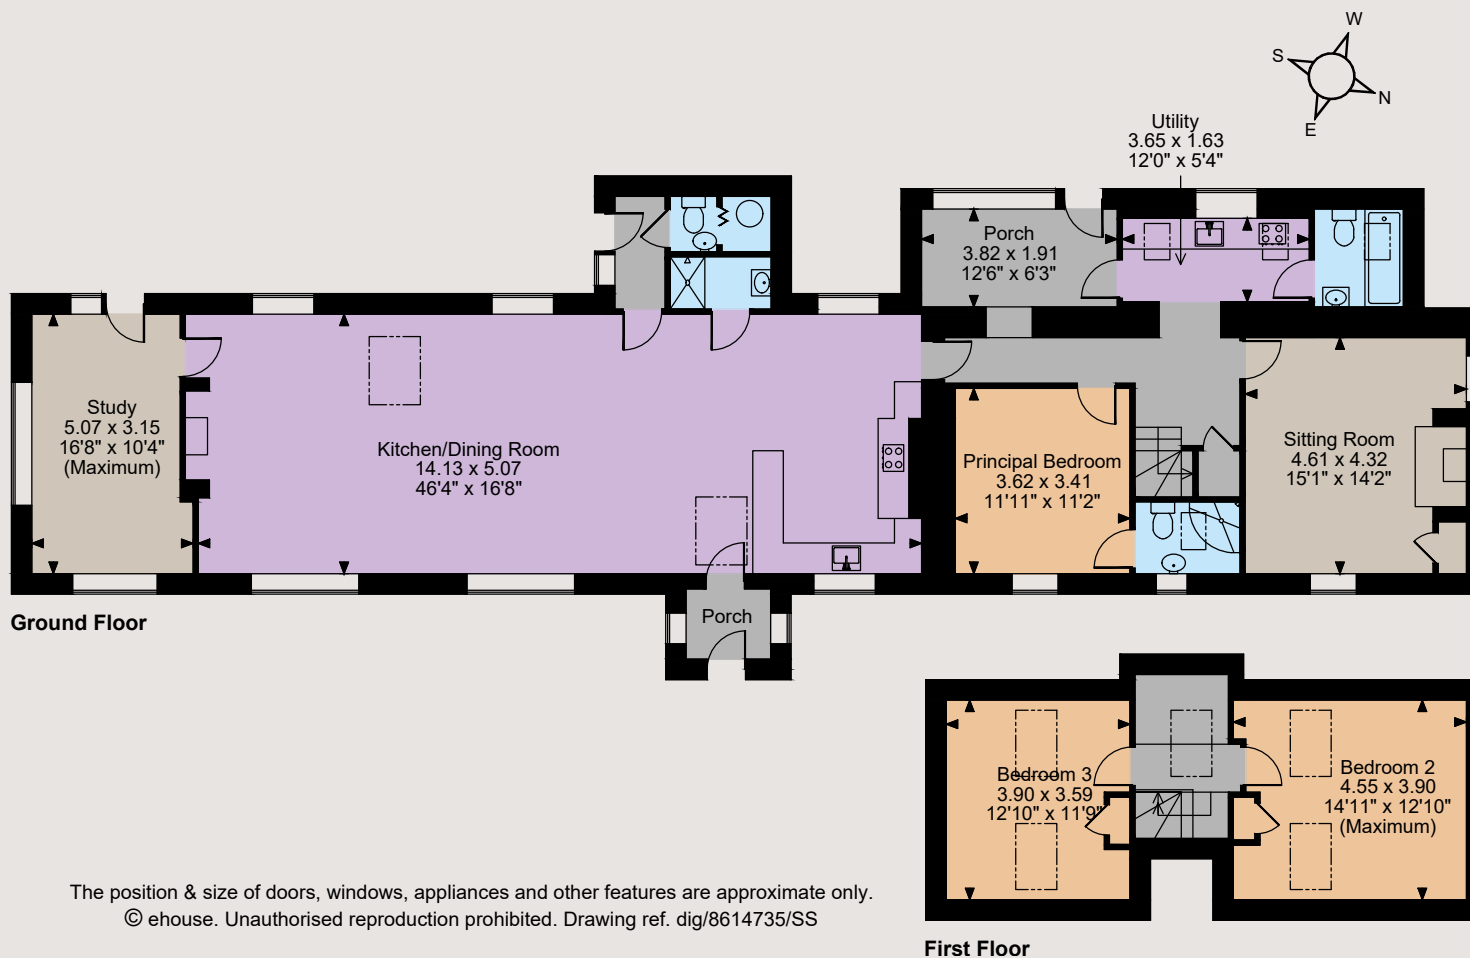 W
S
N
E
Utility
3.65 x 1.63
12'0" x 5'4"
Porch
3.82 x 1.91
12'6" x 6'3"
Study
5.07 x 3.15
16'8" x 10'4"
(Maximum)
Kitchen/Dining Room
14.13 x 5.07
46'4" x 16'8"
Principal Bedroom
3.62 x 3.41
11'11" x 11'2"
Sitting Room
4.61 x 4.32
15'1" x 14'2"
Porch
Ground Floor
Bedroom 3
3.90 x 3.59
12'10" x 11'9"
Bedroom 2
4.55 x 3.90
14'11" x 12'10"
(Maximum)
The position & size of doors, windows, appliances and other features are approximate only.
© ehouse. Unauthorised reproduction prohibited. Drawing ref. dig/8614735/SS
First Floor